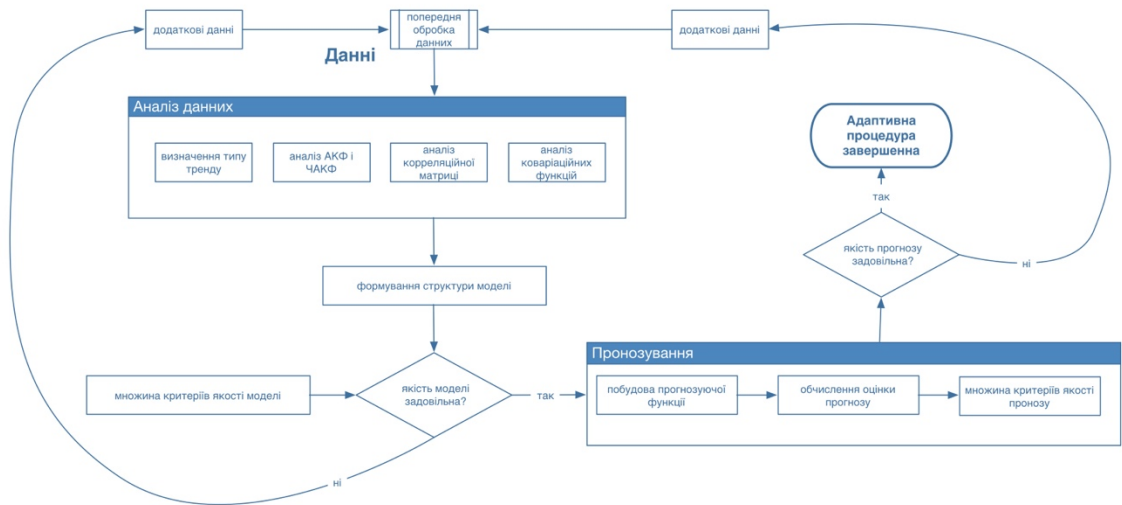 додаткові данні
попередня
обробка
данних
додаткові данні
Данні
Аналіз данних
визначення типу
тренду
аналіз АКФ і
ЧАКФ
аналіз
корреляційної
матриці
аналіз
коваріаційних
функцій
Адаптивна
процедура
завершенна
так
якість прогнозу
задовільна?
ні
формування структури моделі
множина критеріїв якості моделі
якість моделі
задовільна?
так
ні
Пронозування
побудова прогнозуючої
функції
обчислення оцінки
прогнозу
множина критеріїв якості
пронозу